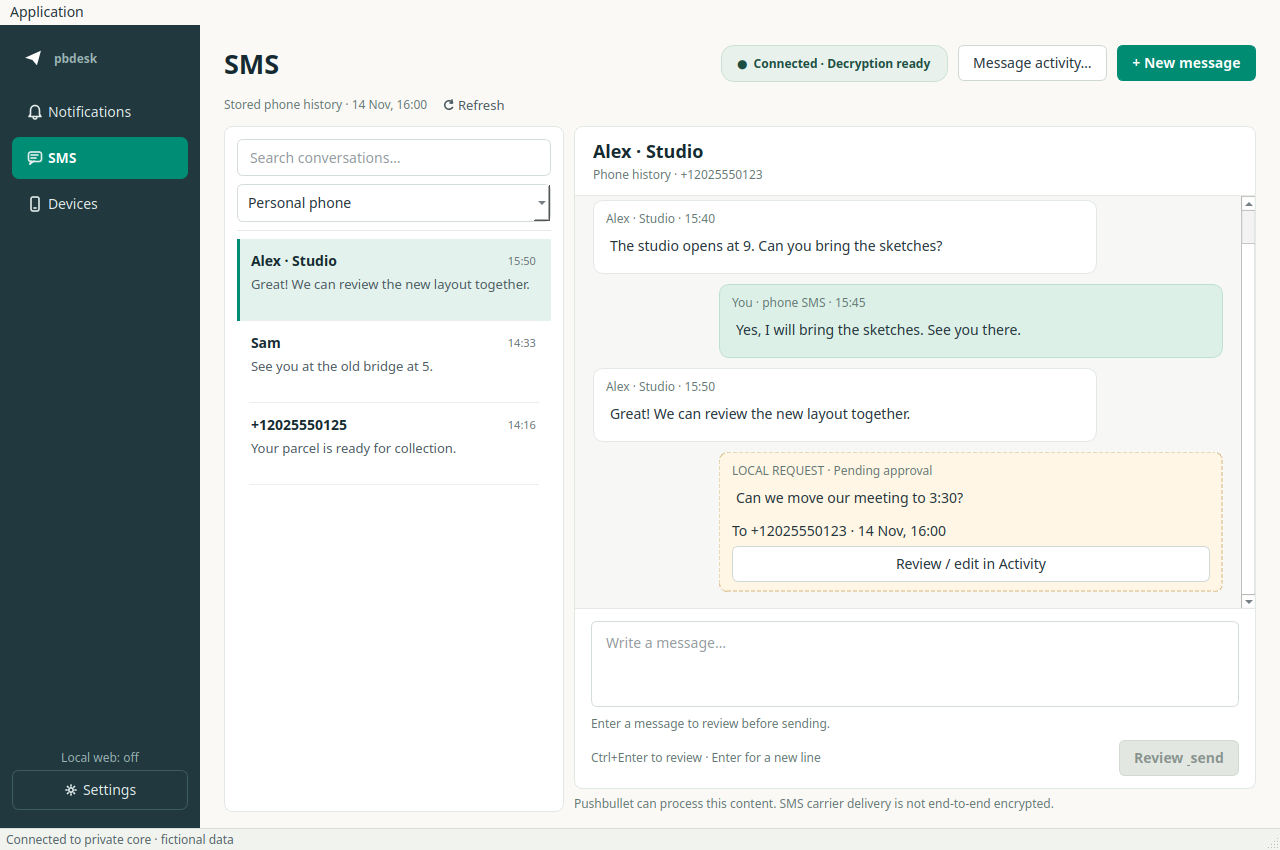 Application
pbdesk
Notifications
SMS
Devices
Local web: off
Settings
SMS
Connected · Decryption ready
Message activity...
+ New message
Stored phone history · 14 Nov, 16:00
Refresh
Search conversations...
Personal phone
Alex · Studio 15:50
Great! We can review the new layout together.
Sam 14:33
See you at the old bridge at 5.
+12025550125 14:16
Your parcel is ready for collection.
Alex · Studio
Phone history · +12025550123
Alex · Studio · 15:40
The studio opens at 9. Can you bring the sketches?
You · phone SMS · 15:45
Yes, I will bring the sketches. See you there.
Alex · Studio · 15:50
Great! We can review the new layout together.
LOCAL REQUEST · Pending approval
Can we move our meeting to 3:30?
To +12025550123 · 14 Nov, 16:00
Review / edit in Activity
Write a message...
Enter a message to review before sending.
Ctrl+Enter to review · Enter for a new line
Review _send
Pushbullet can process this content. SMS carrier delivery is not end-to-end encrypted.
Connected to private core · fictional data